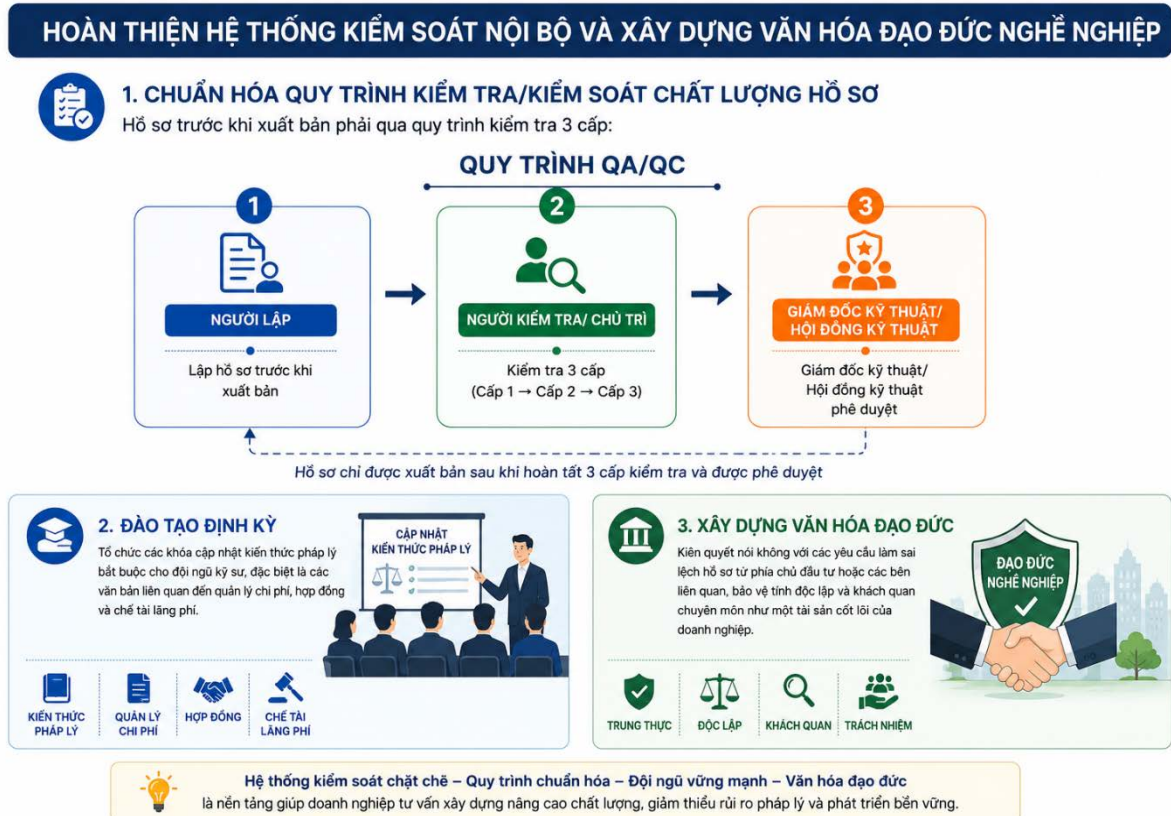 HOÀN THIỆN HỆ THỐNG KIỂM SOÁT NỘI BỘ VÀ XÂY DỰNG VĂN HÓA ĐẠO ĐỨC NGHỀ NGHIỆP
1. CHUẨN HÓA QUY TRÌNH KIỂM TRA/KIỂM SOÁT CHẤT LƯỢNG HỒ SƠ
Hồ sơ trước khi xuất bản phải qua quy trình kiểm tra 3 cấp:
QUY TRÌNH QA/QC
1
NGƯỜI LẬP
Lập hồ sơ trước khi
xuất bản
2
NGƯỜI KIỂM TRA/ CHỦ TRÌ
Kiểm tra 3 cấp
(Cấp 1 → Cấp 2 → Cấp 3)
3
GIÁM ĐỐC KỸ THUẬT/
HỘI ĐỒNG KỸ THUẬT
Giám đốc kỹ thuật/
Hội đồng kỹ thuật
phê duyệt
Hồ sơ chỉ được xuất bản sau khi hoàn tất 3 cấp kiểm tra và được phê duyệt
2. ĐÀO TẠO ĐỊNH KỲ
Tổ chức các khóa cập nhật kiến thức pháp lý
bắt buộc cho đội ngũ kỹ sư, đặc biệt là các
văn bản liên quan đến quản lý chi phí, hợp đồng
và chế tài lãng phí.
CẬP NHẬT
KIẾN THỨC PHÁP LÝ
KIẾN THỨC
PHÁP LÝ
QUẢN LÝ
CHI PHÍ
HỢP ĐỒNG
CHẾ TÀI
LÃNG PHÍ
3. XÂY DỰNG VĂN HÓA ĐẠO ĐỨC
Kiên quyết nói không với các yêu cầu làm sai
lệch hồ sơ từ phía chủ đầu tư hoặc các bên
liên quan, bảo vệ tính độc lập và khách quan
chuyên môn như một tài sản cốt lõi của
doanh nghiệp.
ĐẠO ĐỨC
NGHỀ NGHIỆP
TRUNG THỰC
ĐỘC LẬP
KHÁCH QUAN
TRÁCH NHIỆM
Hệ thống kiểm soát chặt chẽ – Quy trình chuẩn hóa – Đội ngũ vững mạnh – Văn hóa đạo đức
là nền tảng giúp doanh nghiệp tư vấn xây dựng nâng cao chất lượng, giảm thiểu rủi ro pháp lý và phát triển bền vững.